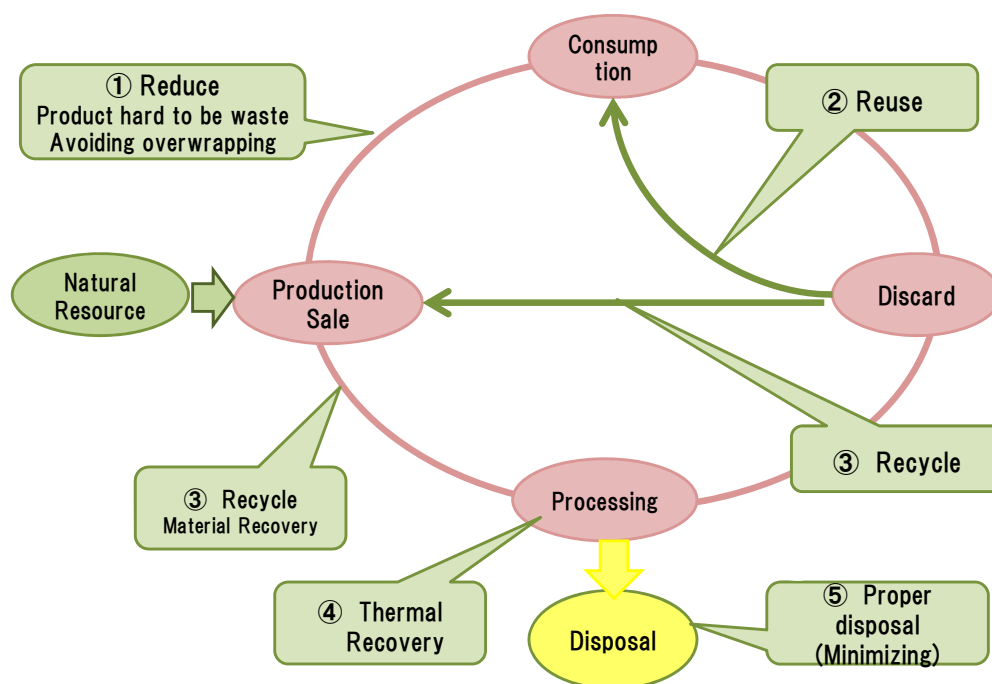 Consump
tion
① Reduce
Product hard to be waste
Avoiding overwrapping
② Reuse
Natural
Resource
Production
Sale
Discard
③ Recycle
③ Recycle
Material Recovery
Processing
④ Thermal
Recovery
Disposal
⑤ Proper
disposal
(Minimizing)